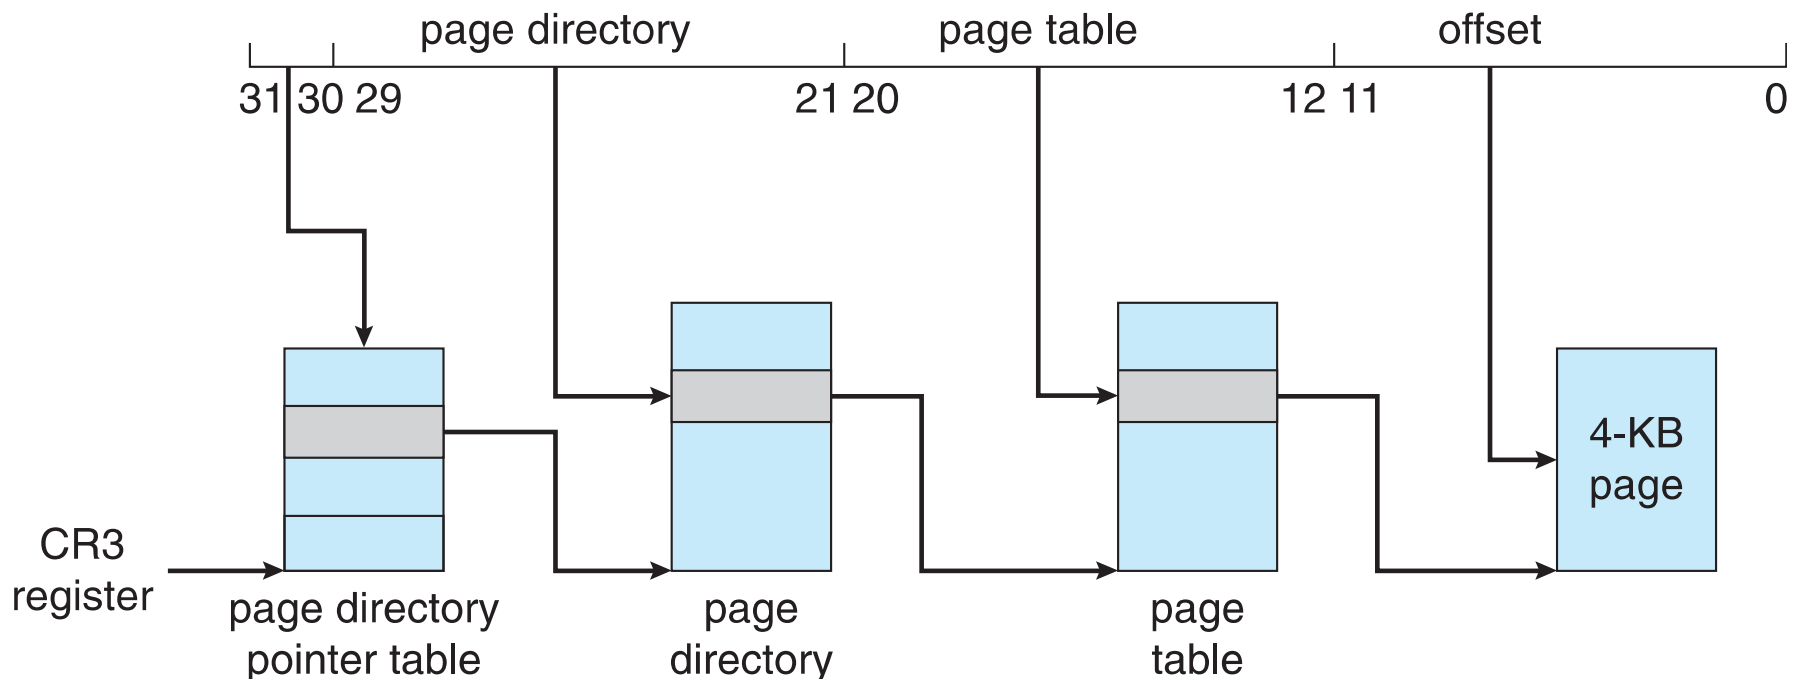 page directory page table offset
31 30 29 21 20 12 11 0
4-KB
page
CR3
register
page directory
pointer table
page
directory
page
table